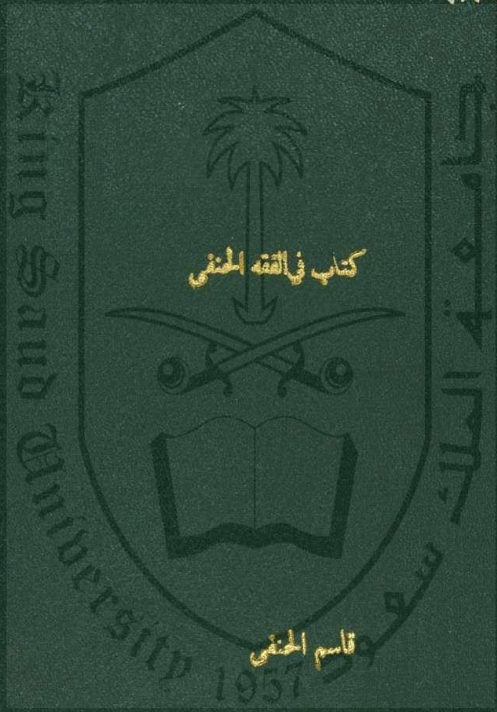 كتاب في الفقه الحنفي
قاسم الحنفي
King Saud University 1957
جامعة الملك سعود